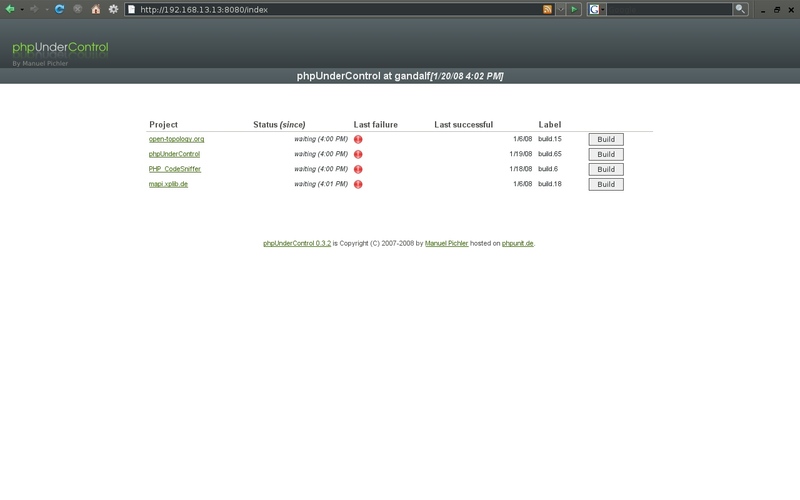 http://192.168.13.13:8080/index
G
phpUnderControl
By Manuel Pichler
phpUnderControl at gandalf[1/20/08 4:02 PM]
Project Status (since) Last failure Last successful Label
open-topology.org waiting (4:00 PM) 1/6/08 build.15 Build
phpUnderControl waiting (4:00 PM) 1/19/08 build.65 Build
PHP_CodeSniffer waiting (4:00 PM) 1/18/08 build.6 Build
mapi.xplib.de waiting (4:01 PM) 1/6/08 build.18 Build
phpUnderControl 0.3.2 is Copyright (C) 2007-2008 by Manuel Pichler hosted on phpunit.de.